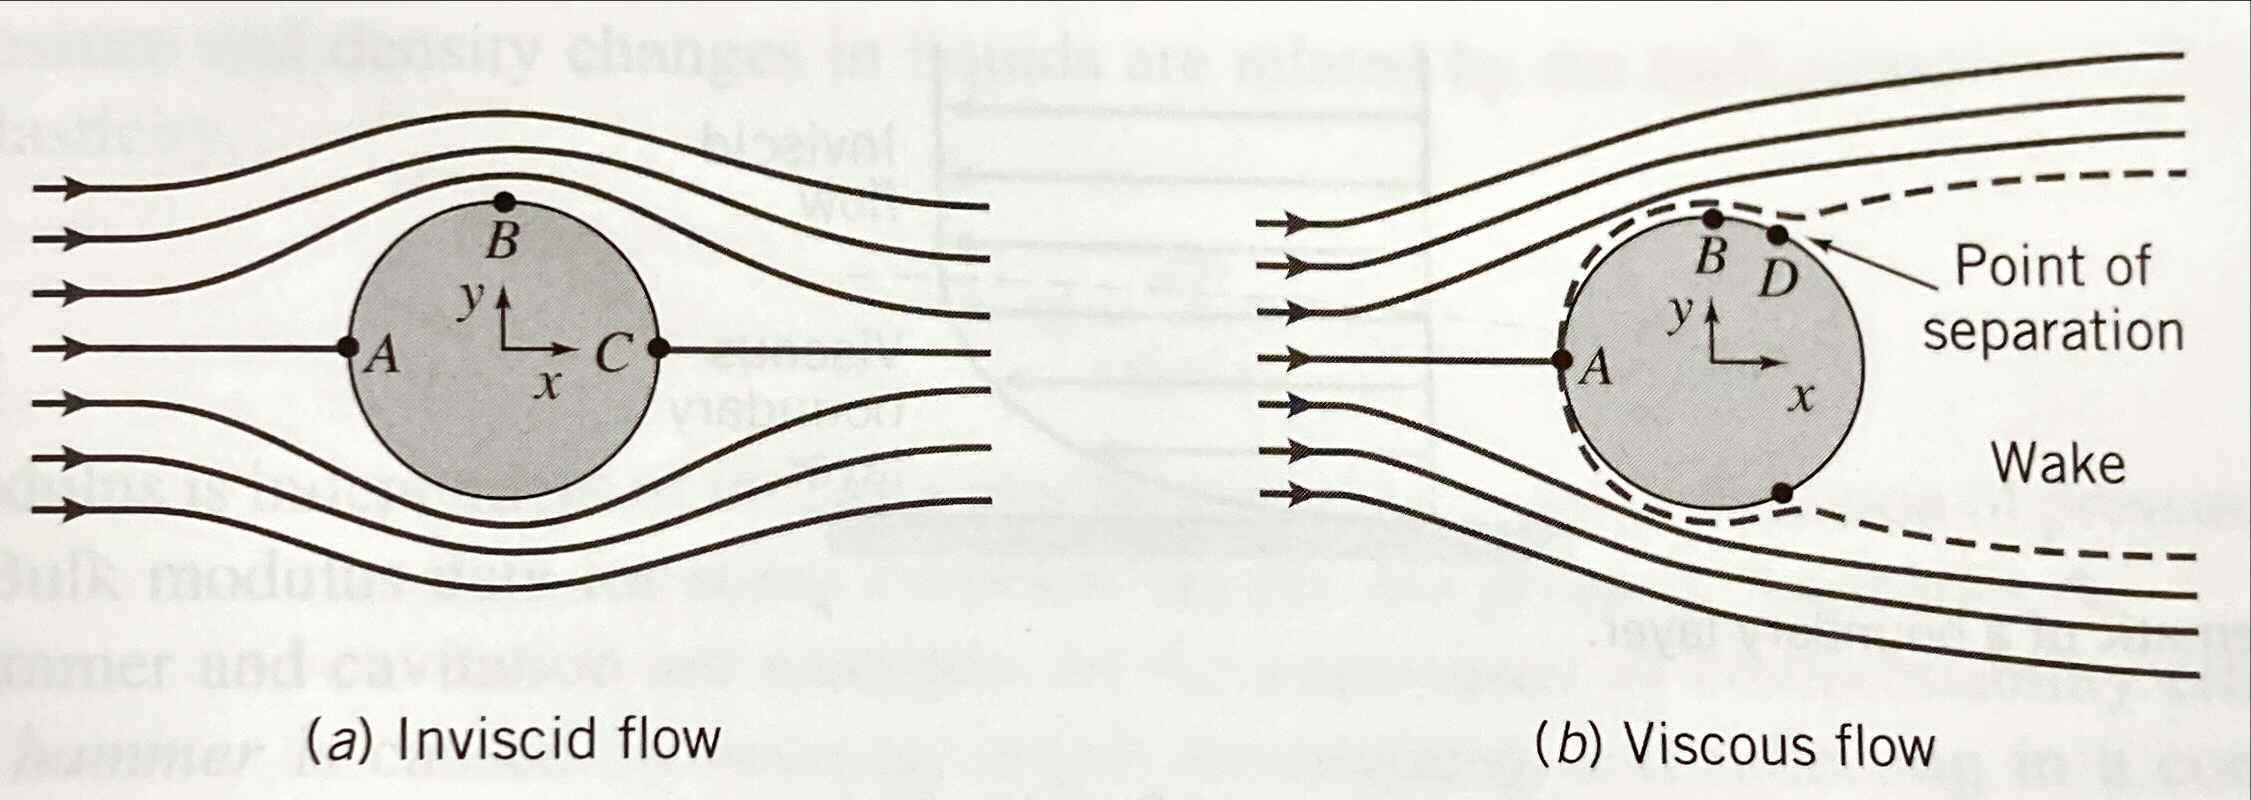 B
y
A
C
x
(a) Inviscid flow
B
D
Point of
separation
y
A
x
Wake
(b) Viscous flow